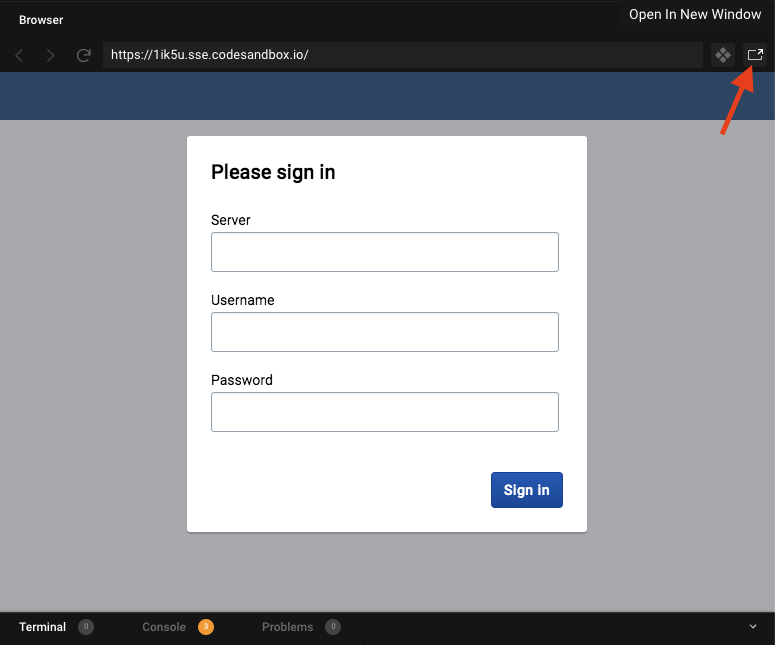 Browser
Open In New Window
https://1ik5u.sse.codesandbox.io/
Please sign in
Server
Username
Password
Sign in
Terminal 0 Console 3 Problems 0